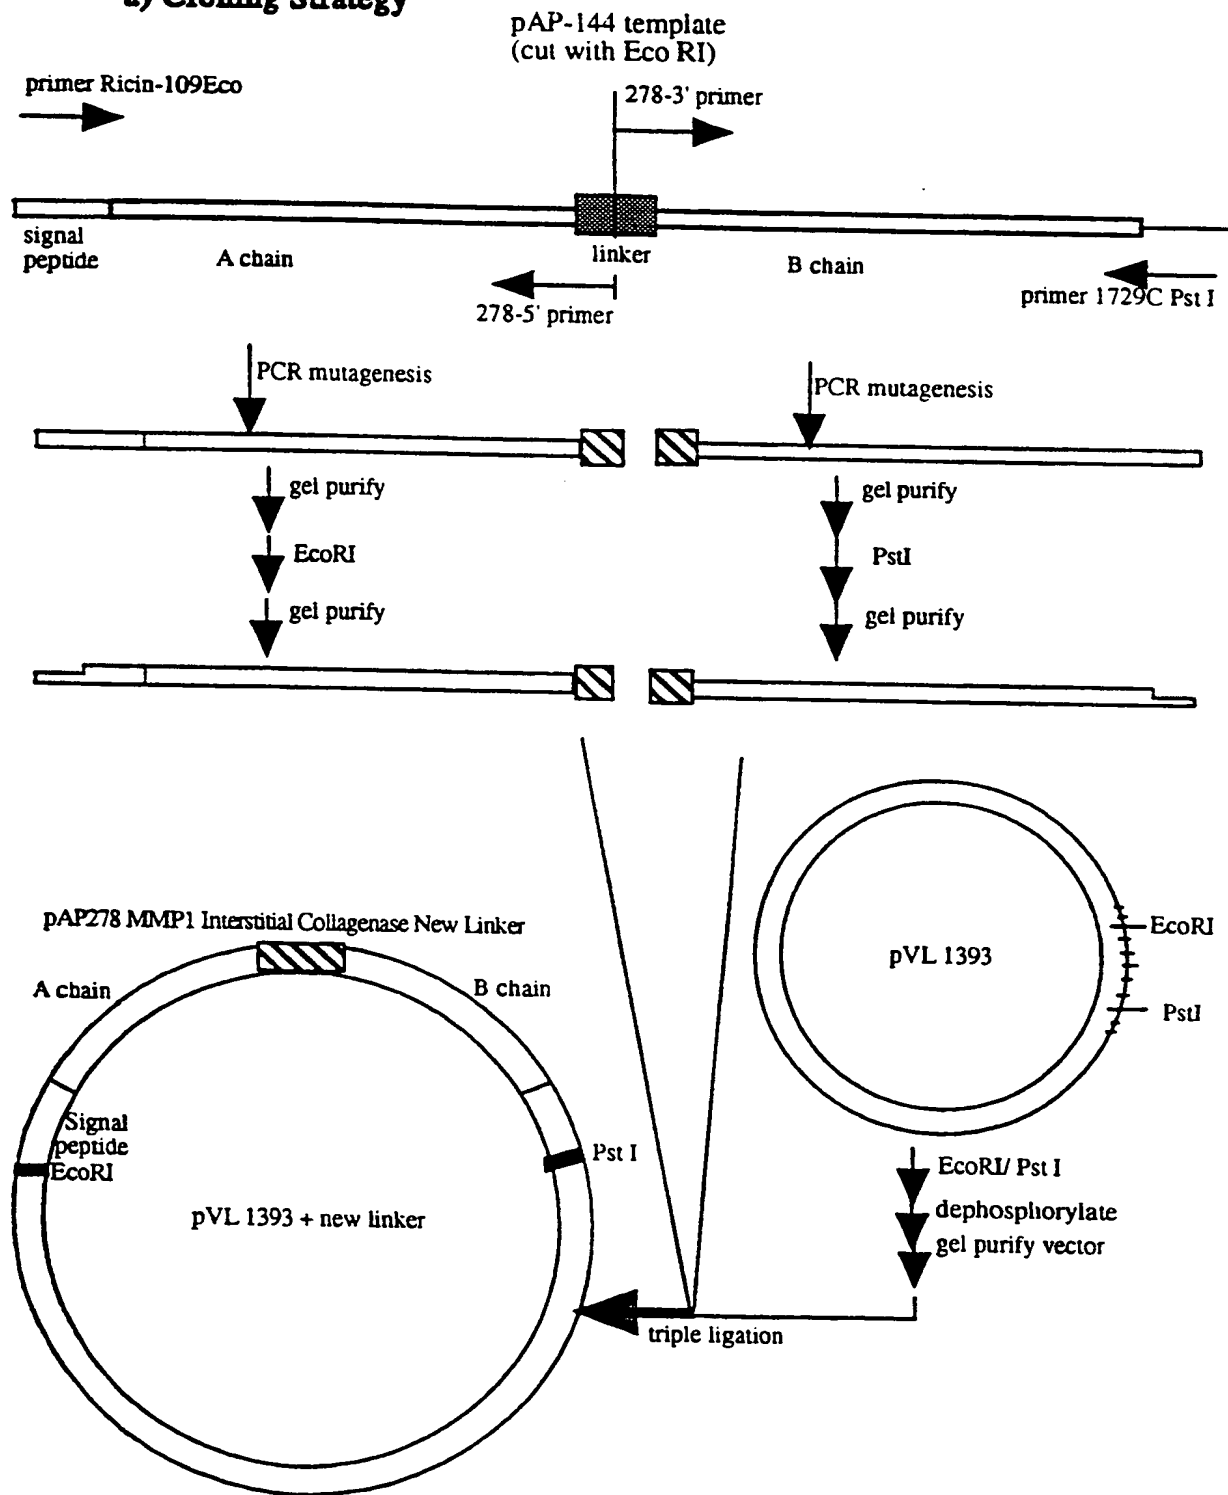 a) Cloning Strategy
pAP-144 template
(cut with Eco RI)
primer Ricin-109Eco
278-3' primer
signal
peptide
A chain
linker
B chain
278-5' primer
primer 1729C Pst I
PCR mutagenesis
PCR mutagenesis
gel purify
gel purify
EcoRI
PstI
gel purify
gel purify
pAP278 MMP1 Interstitial Collagenase New Linker
A chain
B chain
pVL 1393
EcoRI
PstI
Signal
peptide
EcoRI
Pst I
pVL 1393 + new linker
EcoRI/ Pst I
dephosphorylate
gel purify vector
triple ligation